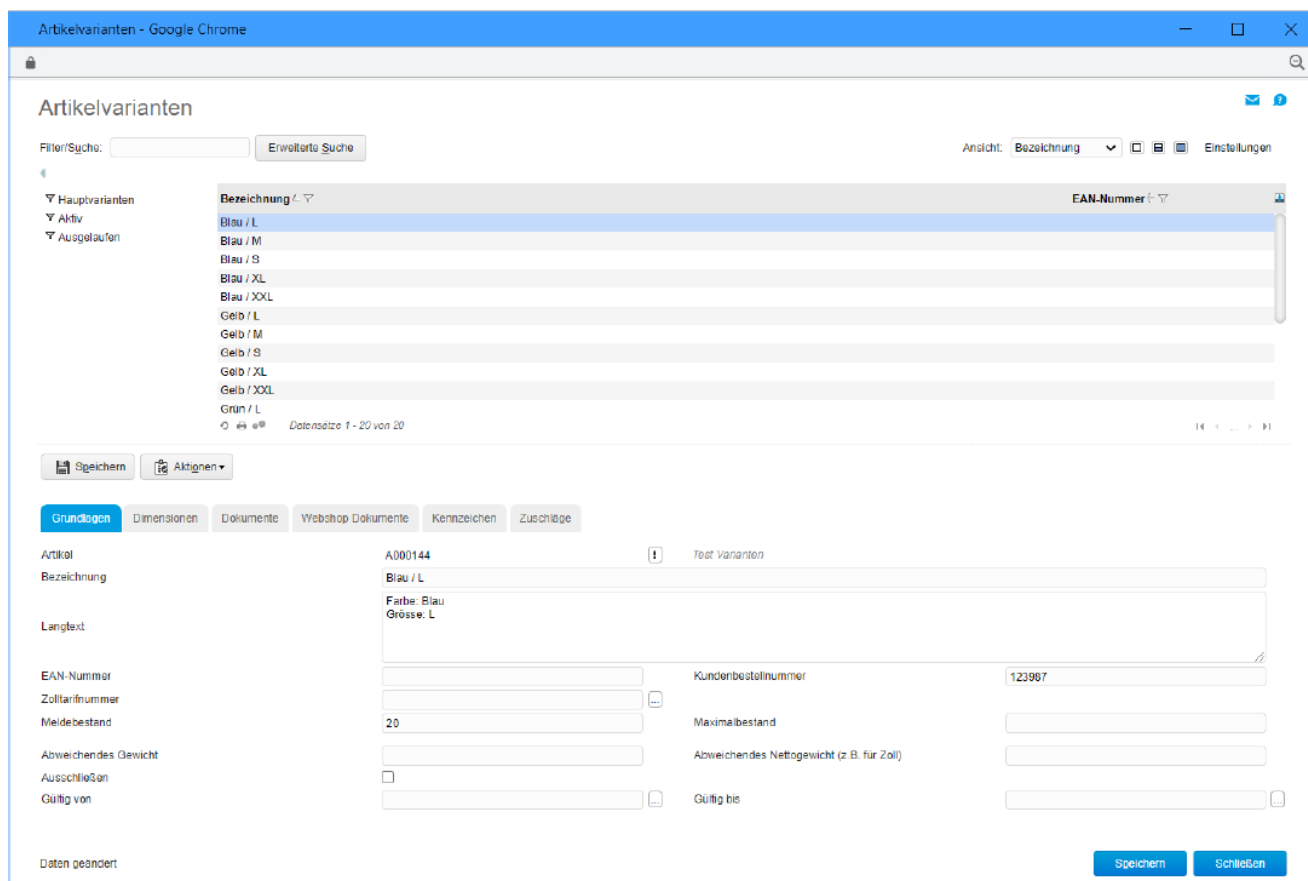 Artikelvarianten - Google Chrome
Artikelvarianten
Filter/Suche: Erweiterte Suche Ansicht: Bezeichnung Einstellungen
Hauptvarianten
Aktiv
Ausgelaufen
Bezeichnung EAN-Nummer
Blau / L
Blau / M
Blau / S
Blau / XL
Blau / XXL
Gelb / L
Gelb / M
Gelb / S
Gelb / XL
Gelb / XXL
Grün / L
Datensätze 1 - 20 von 20 ...
Speichern Aktionen
Grundlagen Dimensionen Dokumente Webshop Dokumente Kennzeichen Zuschläge
Artikel A000144 ! Test Varianten
Bezeichnung Blau / L
Langtext Farbe: Blau
Grösse: L
EAN-Nummer Kundenbestellnummer 123987
Zolltarifnummer ...
Meldebestand 20 Maximalbestand
Abweichendes Gewicht Abweichendes Nettogewicht (z.B. für Zoll)
Ausschließen
Gültig von ... Gültig bis ...
Daten geändert Speichern Schließen